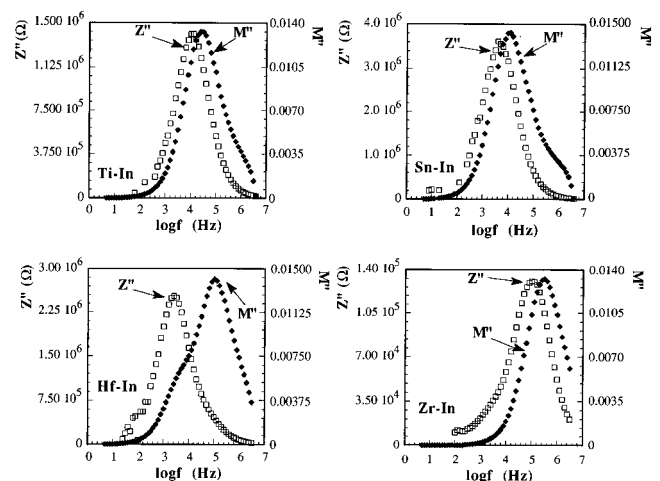 1.500 10⁶ 0.0140
Z'' M''
1.125 10⁶ 0.0105
Z'' (Ω) M''
7.500 10⁵ 0.0070
3.750 10⁵ 0.0035
Ti-In
0 0
0 1 2 3 4 5 6 7
logf (Hz)
4.0 10⁶ 0.01500
Z'' M''
3.0 10⁶ 0.01125
Z'' (Ω) M''
2.0 10⁶ 0.00750
1.0 10⁶ 0.00375
Sn-In
0 0
0 1 2 3 4 5 6 7
logf (Hz)
3.00 10⁶ 0.01500
Z''
2.25 10⁶ M'' 0.01125
Z'' (Ω) M''
1.50 10⁶ 0.00750
7.50 10⁵ 0.00375
Hf-In
0 0
0 1 2 3 4 5 6 7
logf (Hz)
1.40 10⁵ 0.0140
Z''
1.05 10⁵ 0.0105
Z'' (Ω) M''
M''
7.00 10⁴ 0.0070
3.50 10⁴ 0.0035
Zr-In
0 0
0 1 2 3 4 5 6 7
logf (Hz)